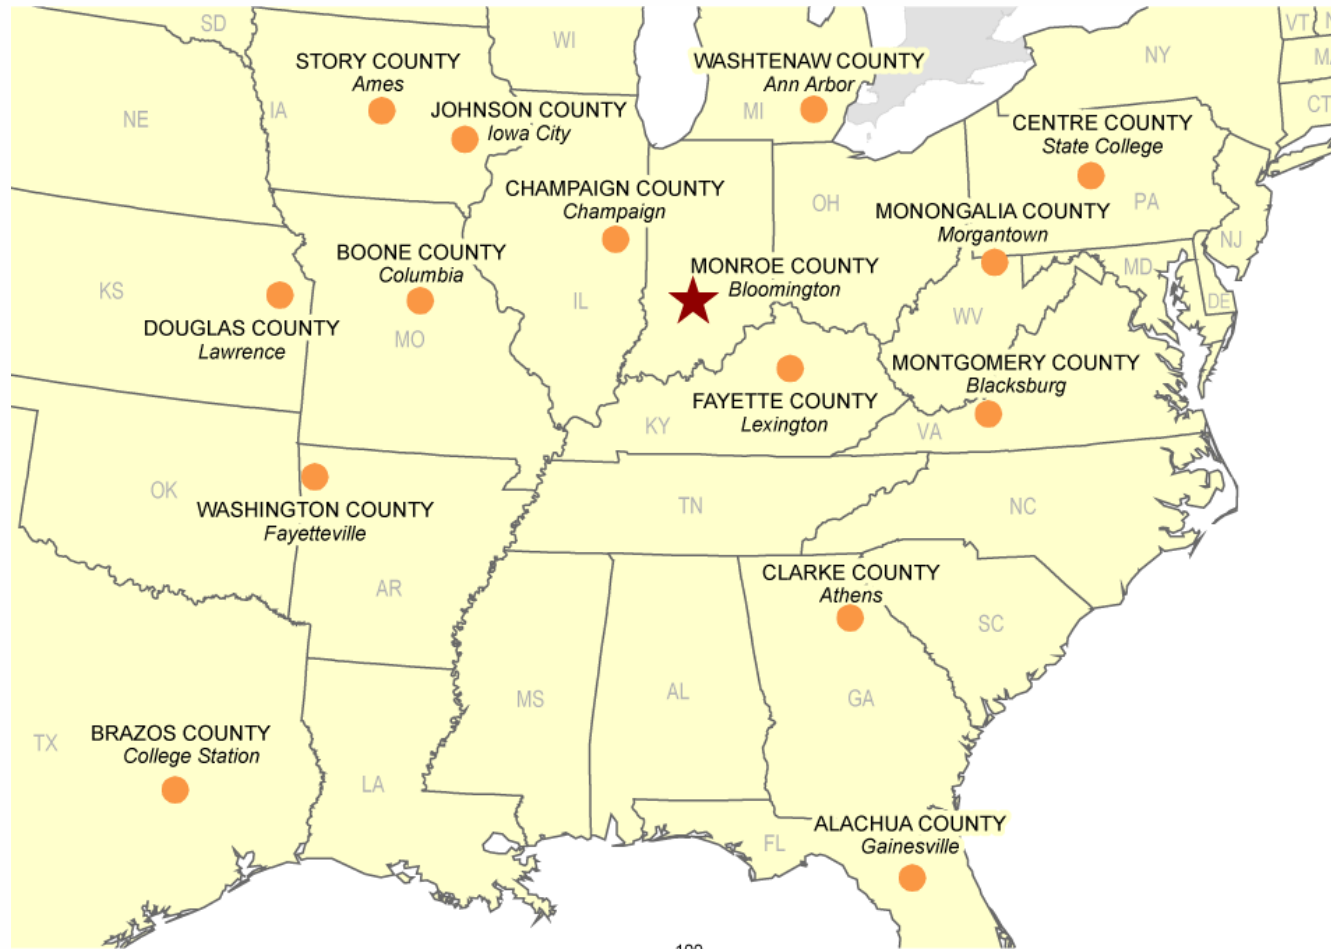 SD
WI
NY
VT
STORY COUNTY
Ames
WASHTENAW COUNTY
Ann Arbor
NE
IA
JOHNSON COUNTY
Iowa City
MI
CT
CENTRE COUNTY
State College
CHAMPAIGN COUNTY
Champaign
OH
PA
MONONGALIA COUNTY
Morgantown
NJ
BOONE COUNTY
Columbia
MONROE COUNTY
Bloomington
MD
KS
IL
DE
DOUGLAS COUNTY
Lawrence
MO
WV
MONTGOMERY COUNTY
Blacksburg
FAYETTE COUNTY
Lexington
KY
VA
OK
WASHINGTON COUNTY
Fayetteville
TN
NC
AR
CLARKE COUNTY
Athens
SC
MS
AL
GA
TX
BRAZOS COUNTY
College Station
LA
ALACHUA COUNTY
Gainesville
FL